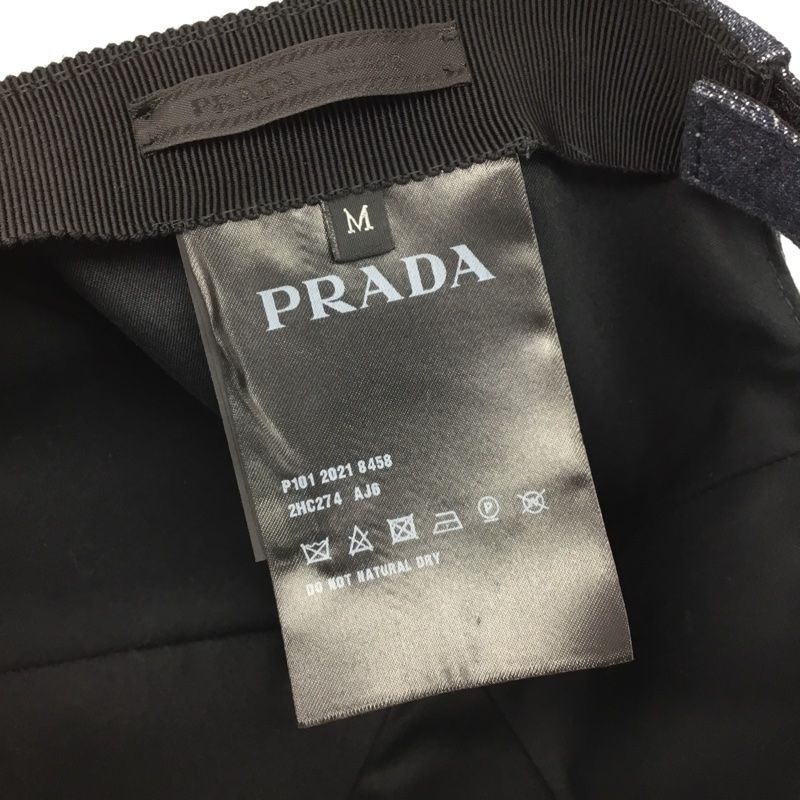 PRADA
M
PRADA
P101 2021 8458
2HC274 AJ6
P
W
DO NOT NATURAL DRY